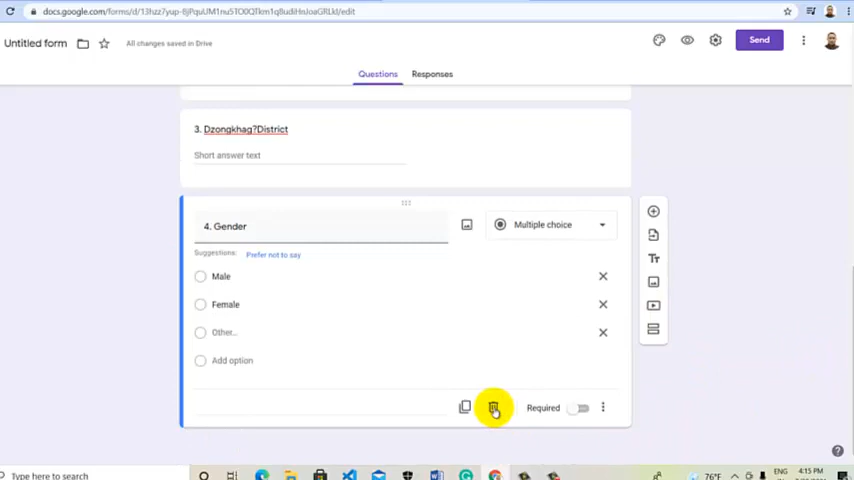 docs.google.com/forms/d/13hzz7yup-8jPquUM1nu5TO0QTkm1q8udiHnJoaGRLkI/edit
Untitled form
All changes saved in Drive
Send
Questions
Responses
3. Dzongkhag?District
Short answer text
4. Gender
Multiple choice
Suggestions:
Prefer not to say
Male
Female
Other...
Add option
Required
Type here to search
76°F
ENG
4:15 PM